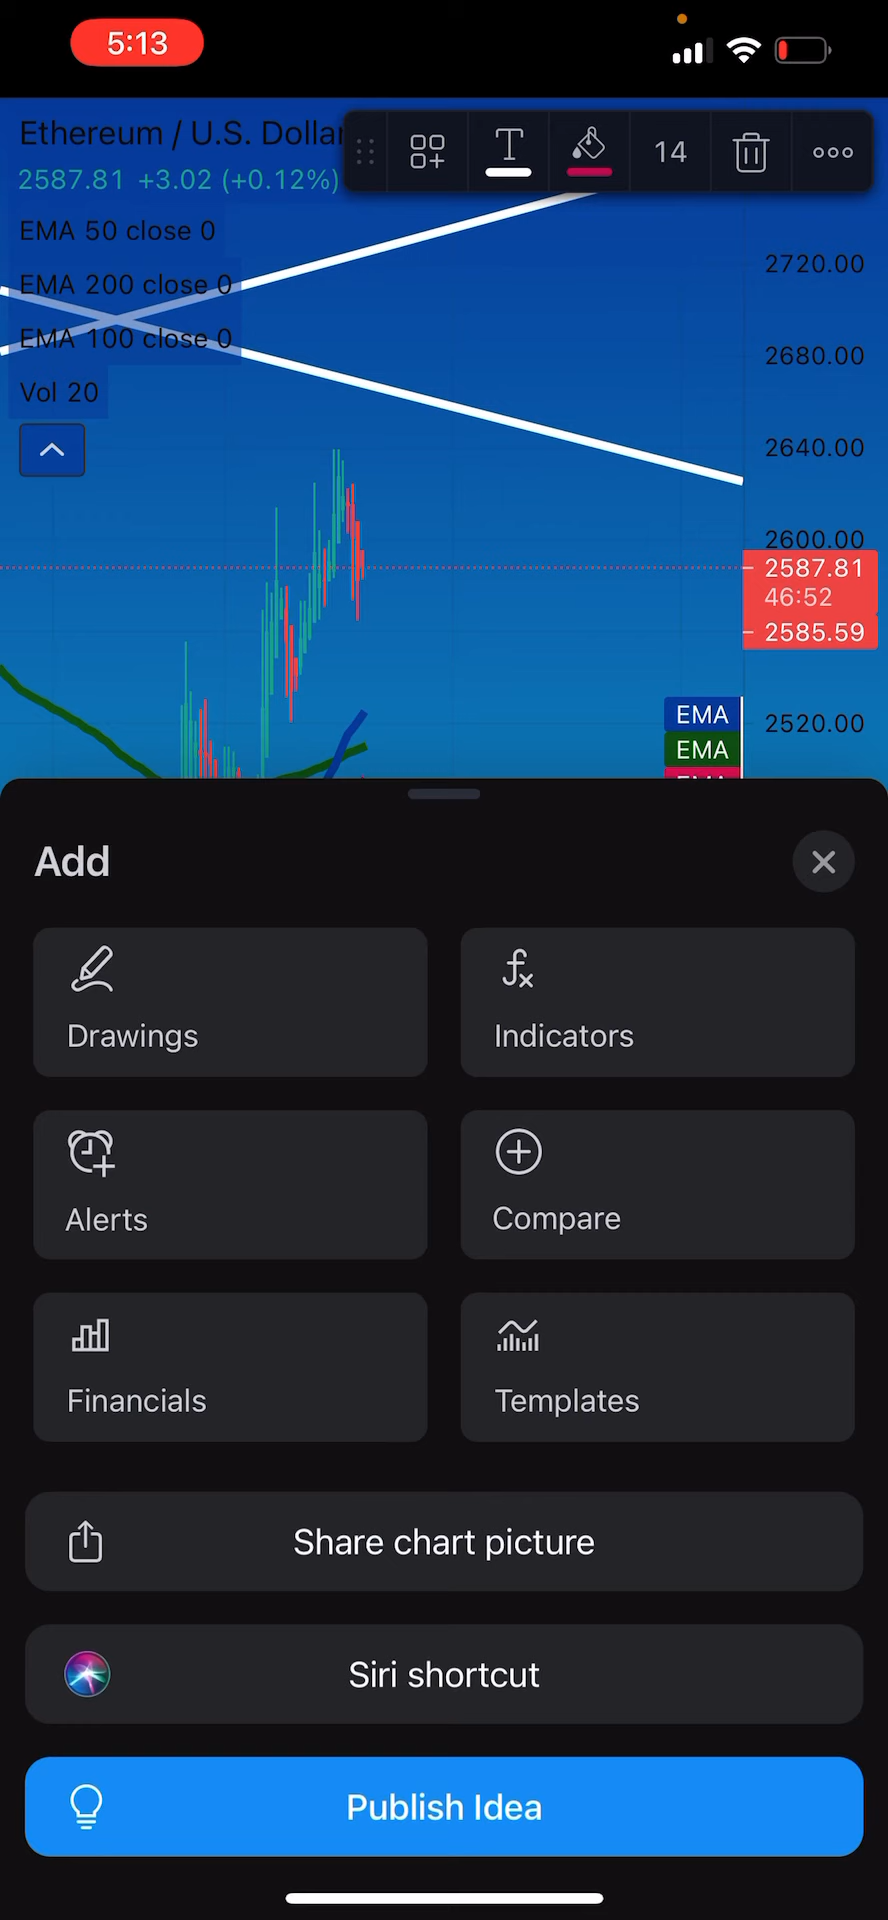 5:13
Ethereum / U.S. Dollar
T
14
2587.81 +3.02 (+0.12%)
EMA 50 close 0
EMA 200 close 0
EMA 100 close 0
Vol 20
2720.00
2680.00
2640.00
2600.00
2587.81
46:52
2585.59
EMA
2520.00
EMA
EMA
Add
Drawings
Indicators
Alerts
Compare
Financials
Templates
Share chart picture
Siri shortcut
Publish Idea